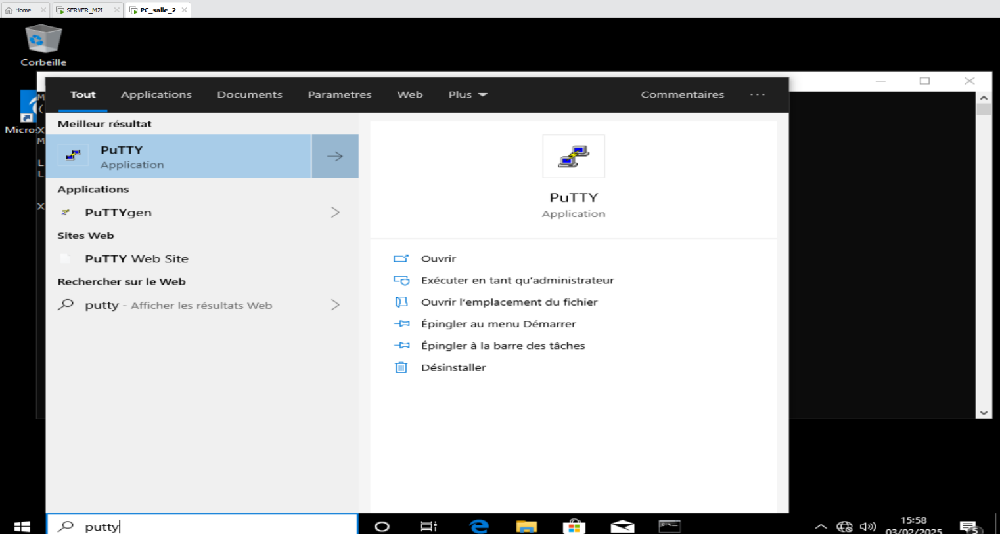 Home
SERVER_M2I
PC_salle_2
Corbeille
Micros
M
(
X
M
L
L
X
Tout Applications Documents Parametres Web Plus Commentaires ...
Meilleur résultat
PuTTY
Application
Applications
PuTTYgen
Sites Web
PuTTY Web Site
Rechercher sur le Web
putty - Afficher les résultats Web
PuTTY
Application
Ouvrir
Exécuter en tant qu'administrateur
Ouvrir l'emplacement du fichier
Épingler au menu Démarrer
Épingler à la barre des tâches
Désinstaller
putty
15:58
03/02/2025
5